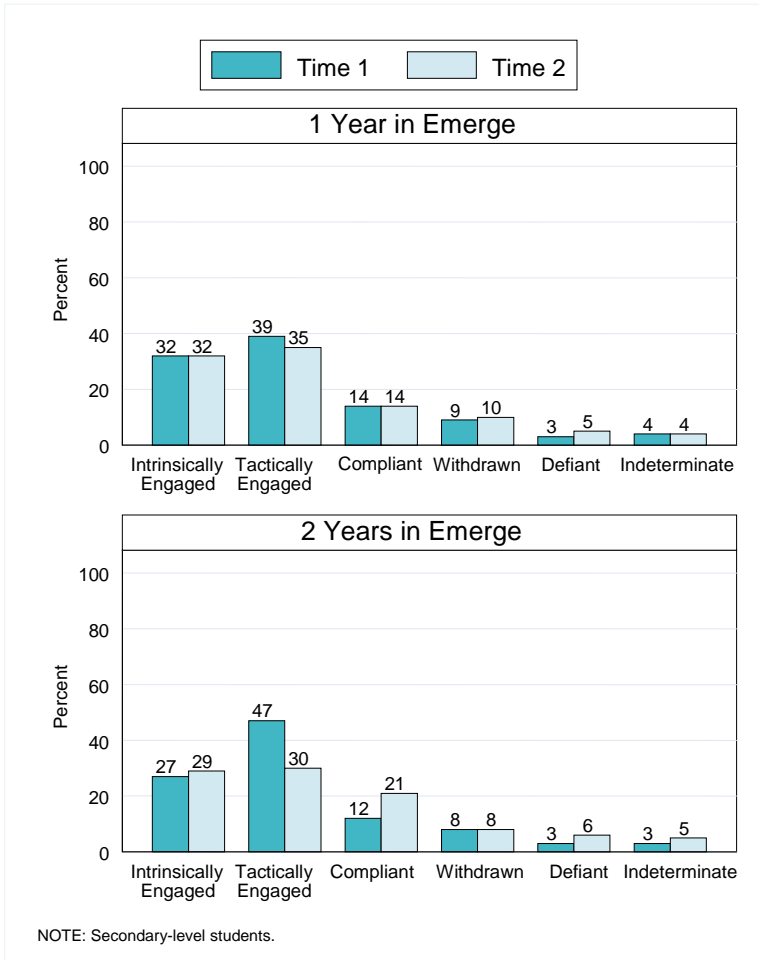 Time 1 Time 2
1 Year in Emerge
100
80
60
40
20
0
Percent
32 32 39 35 14 14 9 10 3 5 4 4
Intrinsically Tactically Compliant Withdrawn Defiant Indeterminate
Engaged Engaged
2 Years in Emerge
100
80
60
40
20
0
Percent
27 29 47 30 12 21 8 8 3 6 3 5
Intrinsically Tactically Compliant Withdrawn Defiant Indeterminate
Engaged Engaged
NOTE: Secondary-level students.